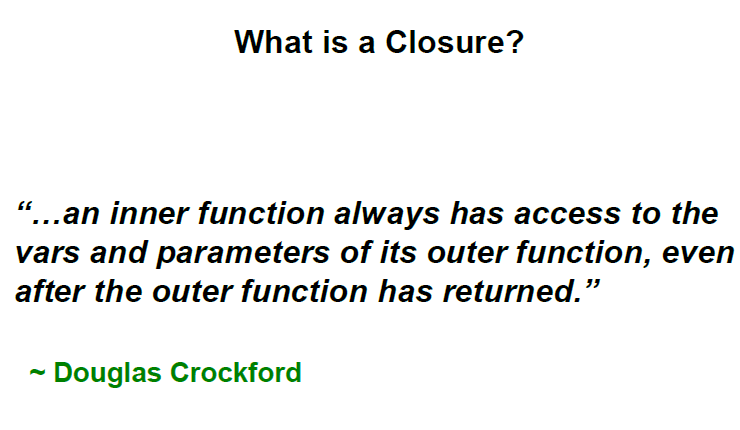 What is a Closure?
“…an inner function always has access to the
vars and parameters of its outer function, even
after the outer function has returned.”
~ Douglas Crockford